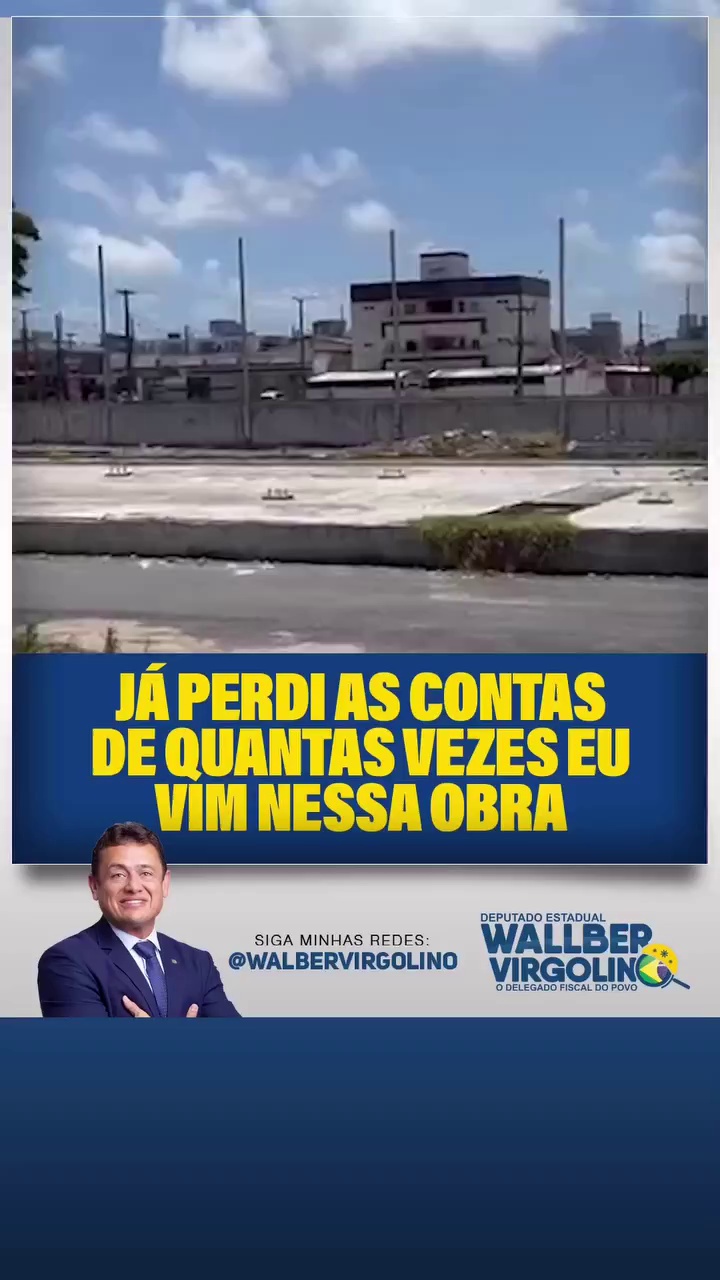 JÁ PERDI AS CONTAS
DE QUANTAS VEZES EU
VIM NESSA OBRA
SIGA MINHAS REDES:
@WALBERVIRGOLINO
DEPUTADO ESTADUAL
WALLBER
VIRGOLINO
O DELEGADO FISCAL DO POVO